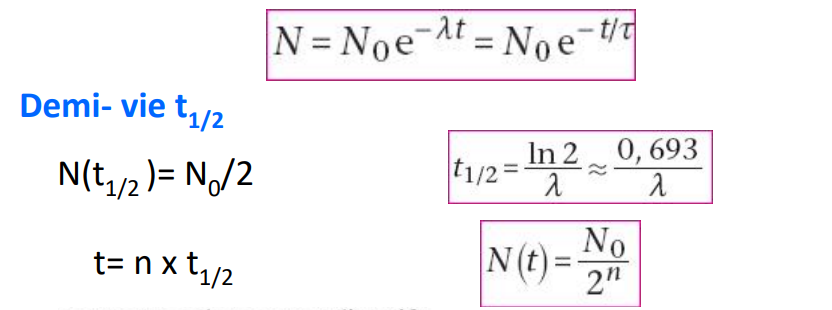 N = N₀e^−λt = N₀e^−t/τ
Demi- vie t₁/₂
N(t₁/₂ )= N₀/2
t₁/₂ = ln 2/λ ≈ 0, 693/λ
t= n x t₁/₂
N(t) = N₀/2ⁿ